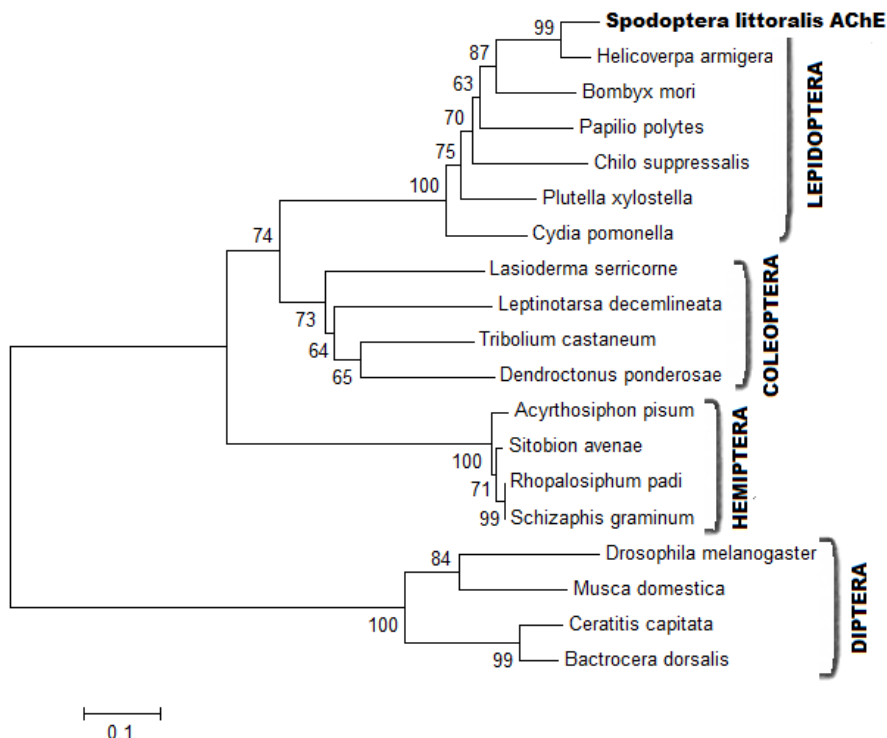 Spodoptera littoralis AChE
99
Helicoverpa armigera
87
Bombyx mori
63
Papilio polytes
70
Chilo suppressalis
75
Plutella xylostella
100
Cydia pomonella
LEPIDOPTERA
74
Lasioderma serricorne
73
Leptinotarsa decemlineata
64
Tribolium castaneum
65
Dendroctonus ponderosae
COLEOPTERA
Acyrthosiphon pisum
100
Sitobion avenae
71
Rhopalosiphum padi
99
Schizaphis graminum
HEMIPTERA
Drosophila melanogaster
84
Musca domestica
100
Ceratitis capitata
99
Bactrocera dorsalis
DIPTERA
0.1